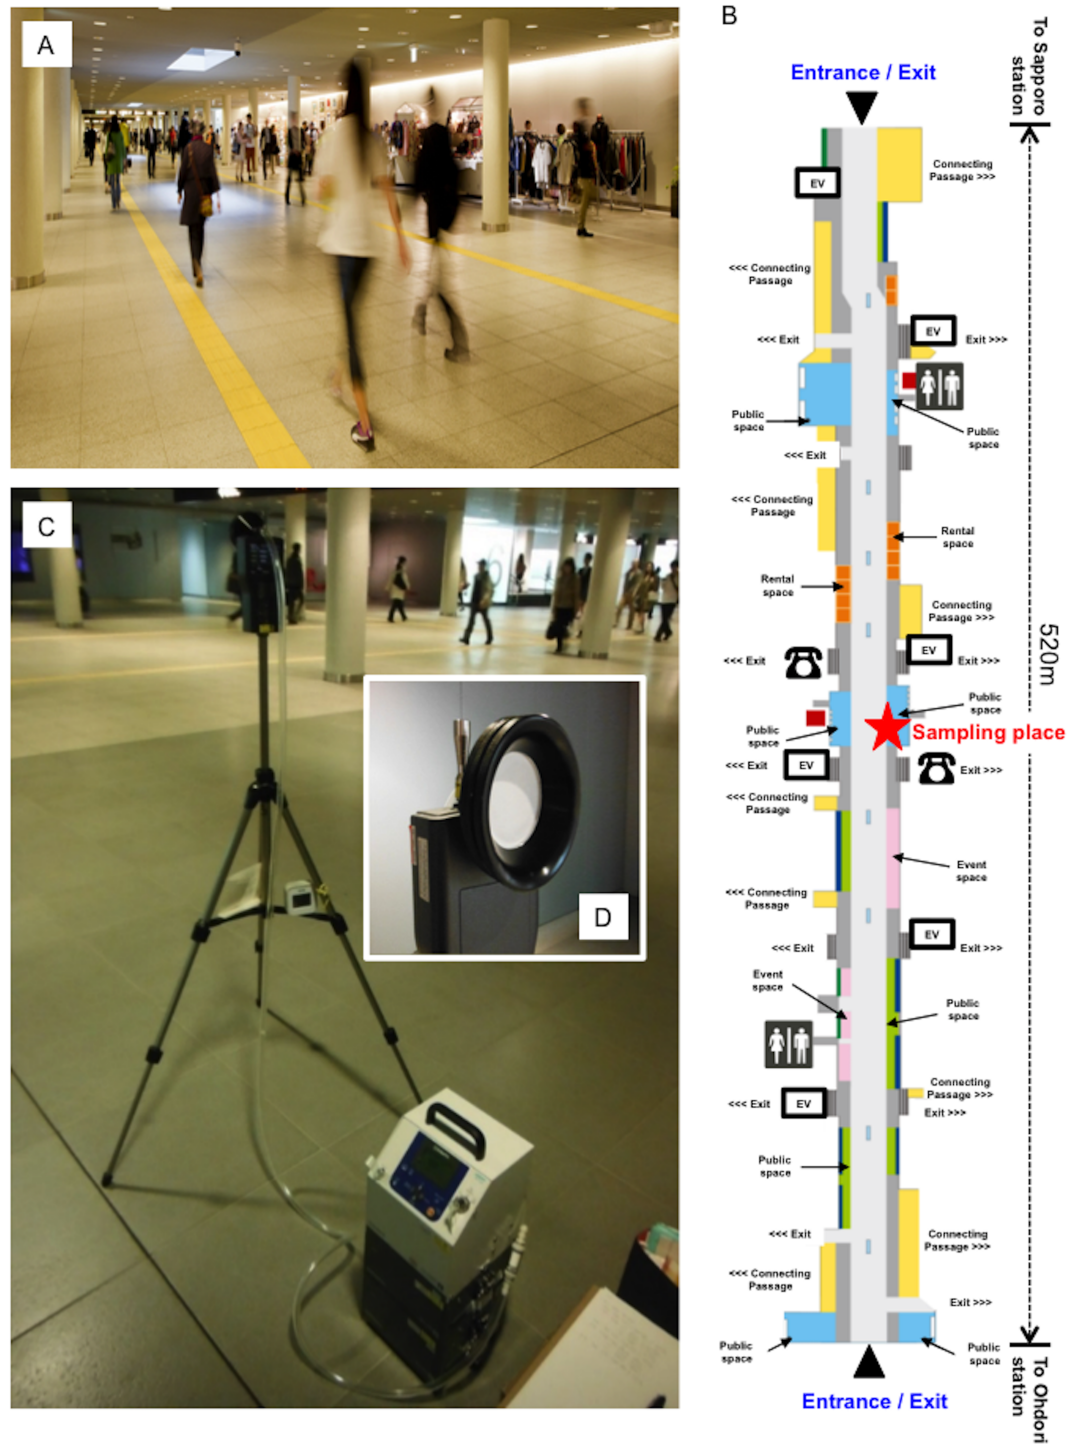 A
B
To Sapporo
station
Entrance / Exit
Connecting
Passage >>>
EV
<<< Connecting
Passage
<<< Exit
EV
Exit >>>
Public
space
Public
space
<<< Exit
<<< Connecting
Passage
Rental
space
Rental
space
Connecting
Passage >>>
<<< Exit
EV
Exit >>>
520m
Public
space
Public
space
Sampling place
<<< Exit
EV
Exit >>>
<<< Connecting
Passage
Event
space
<<< Connecting
Passage
<<< Exit
EV
Exit >>>
Event
space
Public
space
<<< Exit
EV
Connecting
Passage >>>
Exit >>>
Public
space
<<< Exit
Connecting
Passage >>>
<<< Connecting
Passage
Exit >>>
Public
space
Public
space
Entrance / Exit
To Ohdori
station
C
D